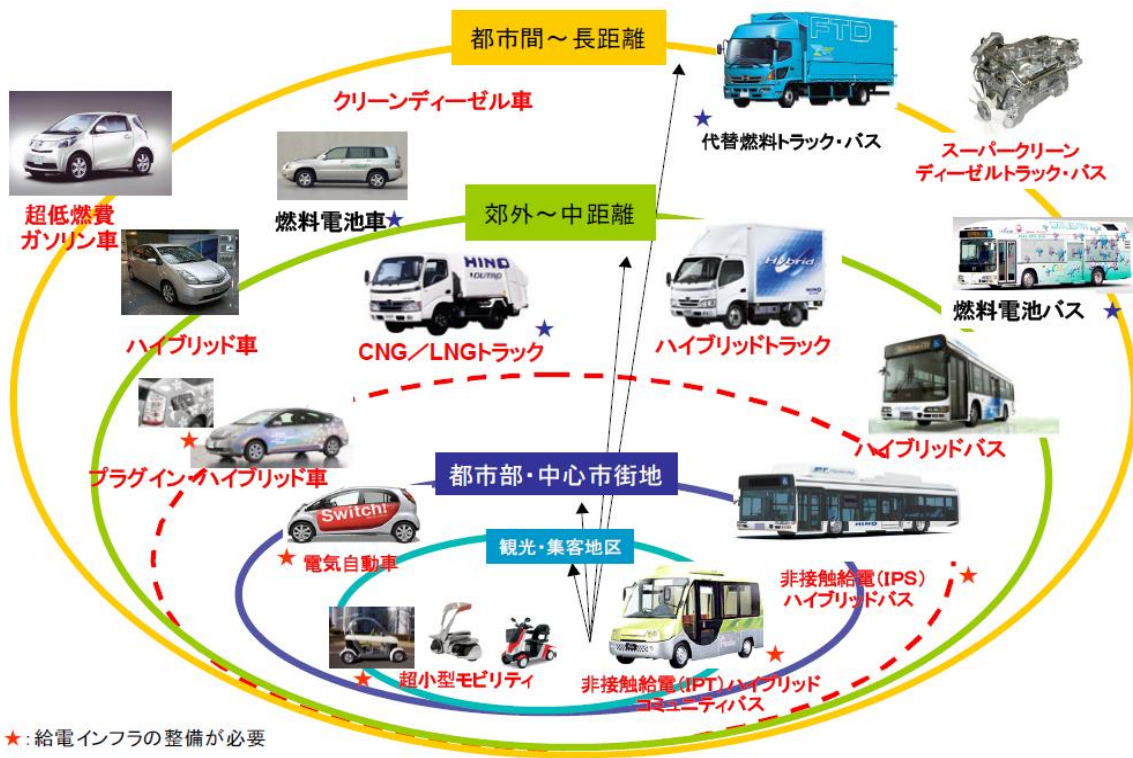 都市間～長距離
FTD
クリーンディーゼル車
★
代替燃料トラック・バス
スーパークリーン
ディーゼルトラック・バス
超低燃費
ガソリン車
燃料電池車★
郊外～中距離
HINO
DUTRO
Hybrid
HINO
燃料電池バス ★
ハイブリッド車
CNG／LNGトラック ★
ハイブリッドトラック
ハイブリッドバス
★
プラグイン・ハイブリッド車
都市部・中心市街地
Switch!
HINO
★ 電気自動車
観光・集客地区
非接触給電(IPS)
ハイブリッドバス
★
★ 超小型モビリティ
非接触給電(IPT)ハイブリッド
コミュニティバス
★
★：給電インフラの整備が必要